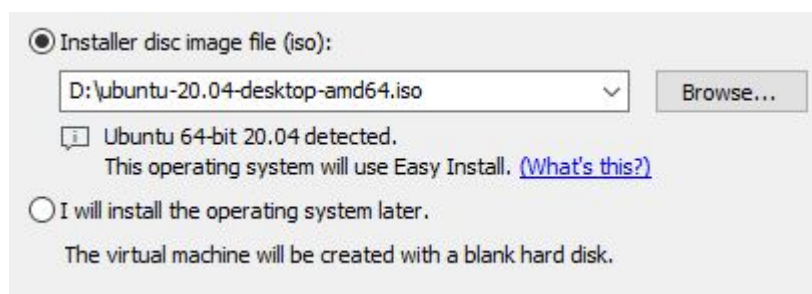 Installer disc image file (iso):
D:\ubuntu-20.04-desktop-amd64.iso
Browse...
Ubuntu 64-bit 20.04 detected.
This operating system will use Easy Install. (What's this?)
I will install the operating system later.
The virtual machine will be created with a blank hard disk.